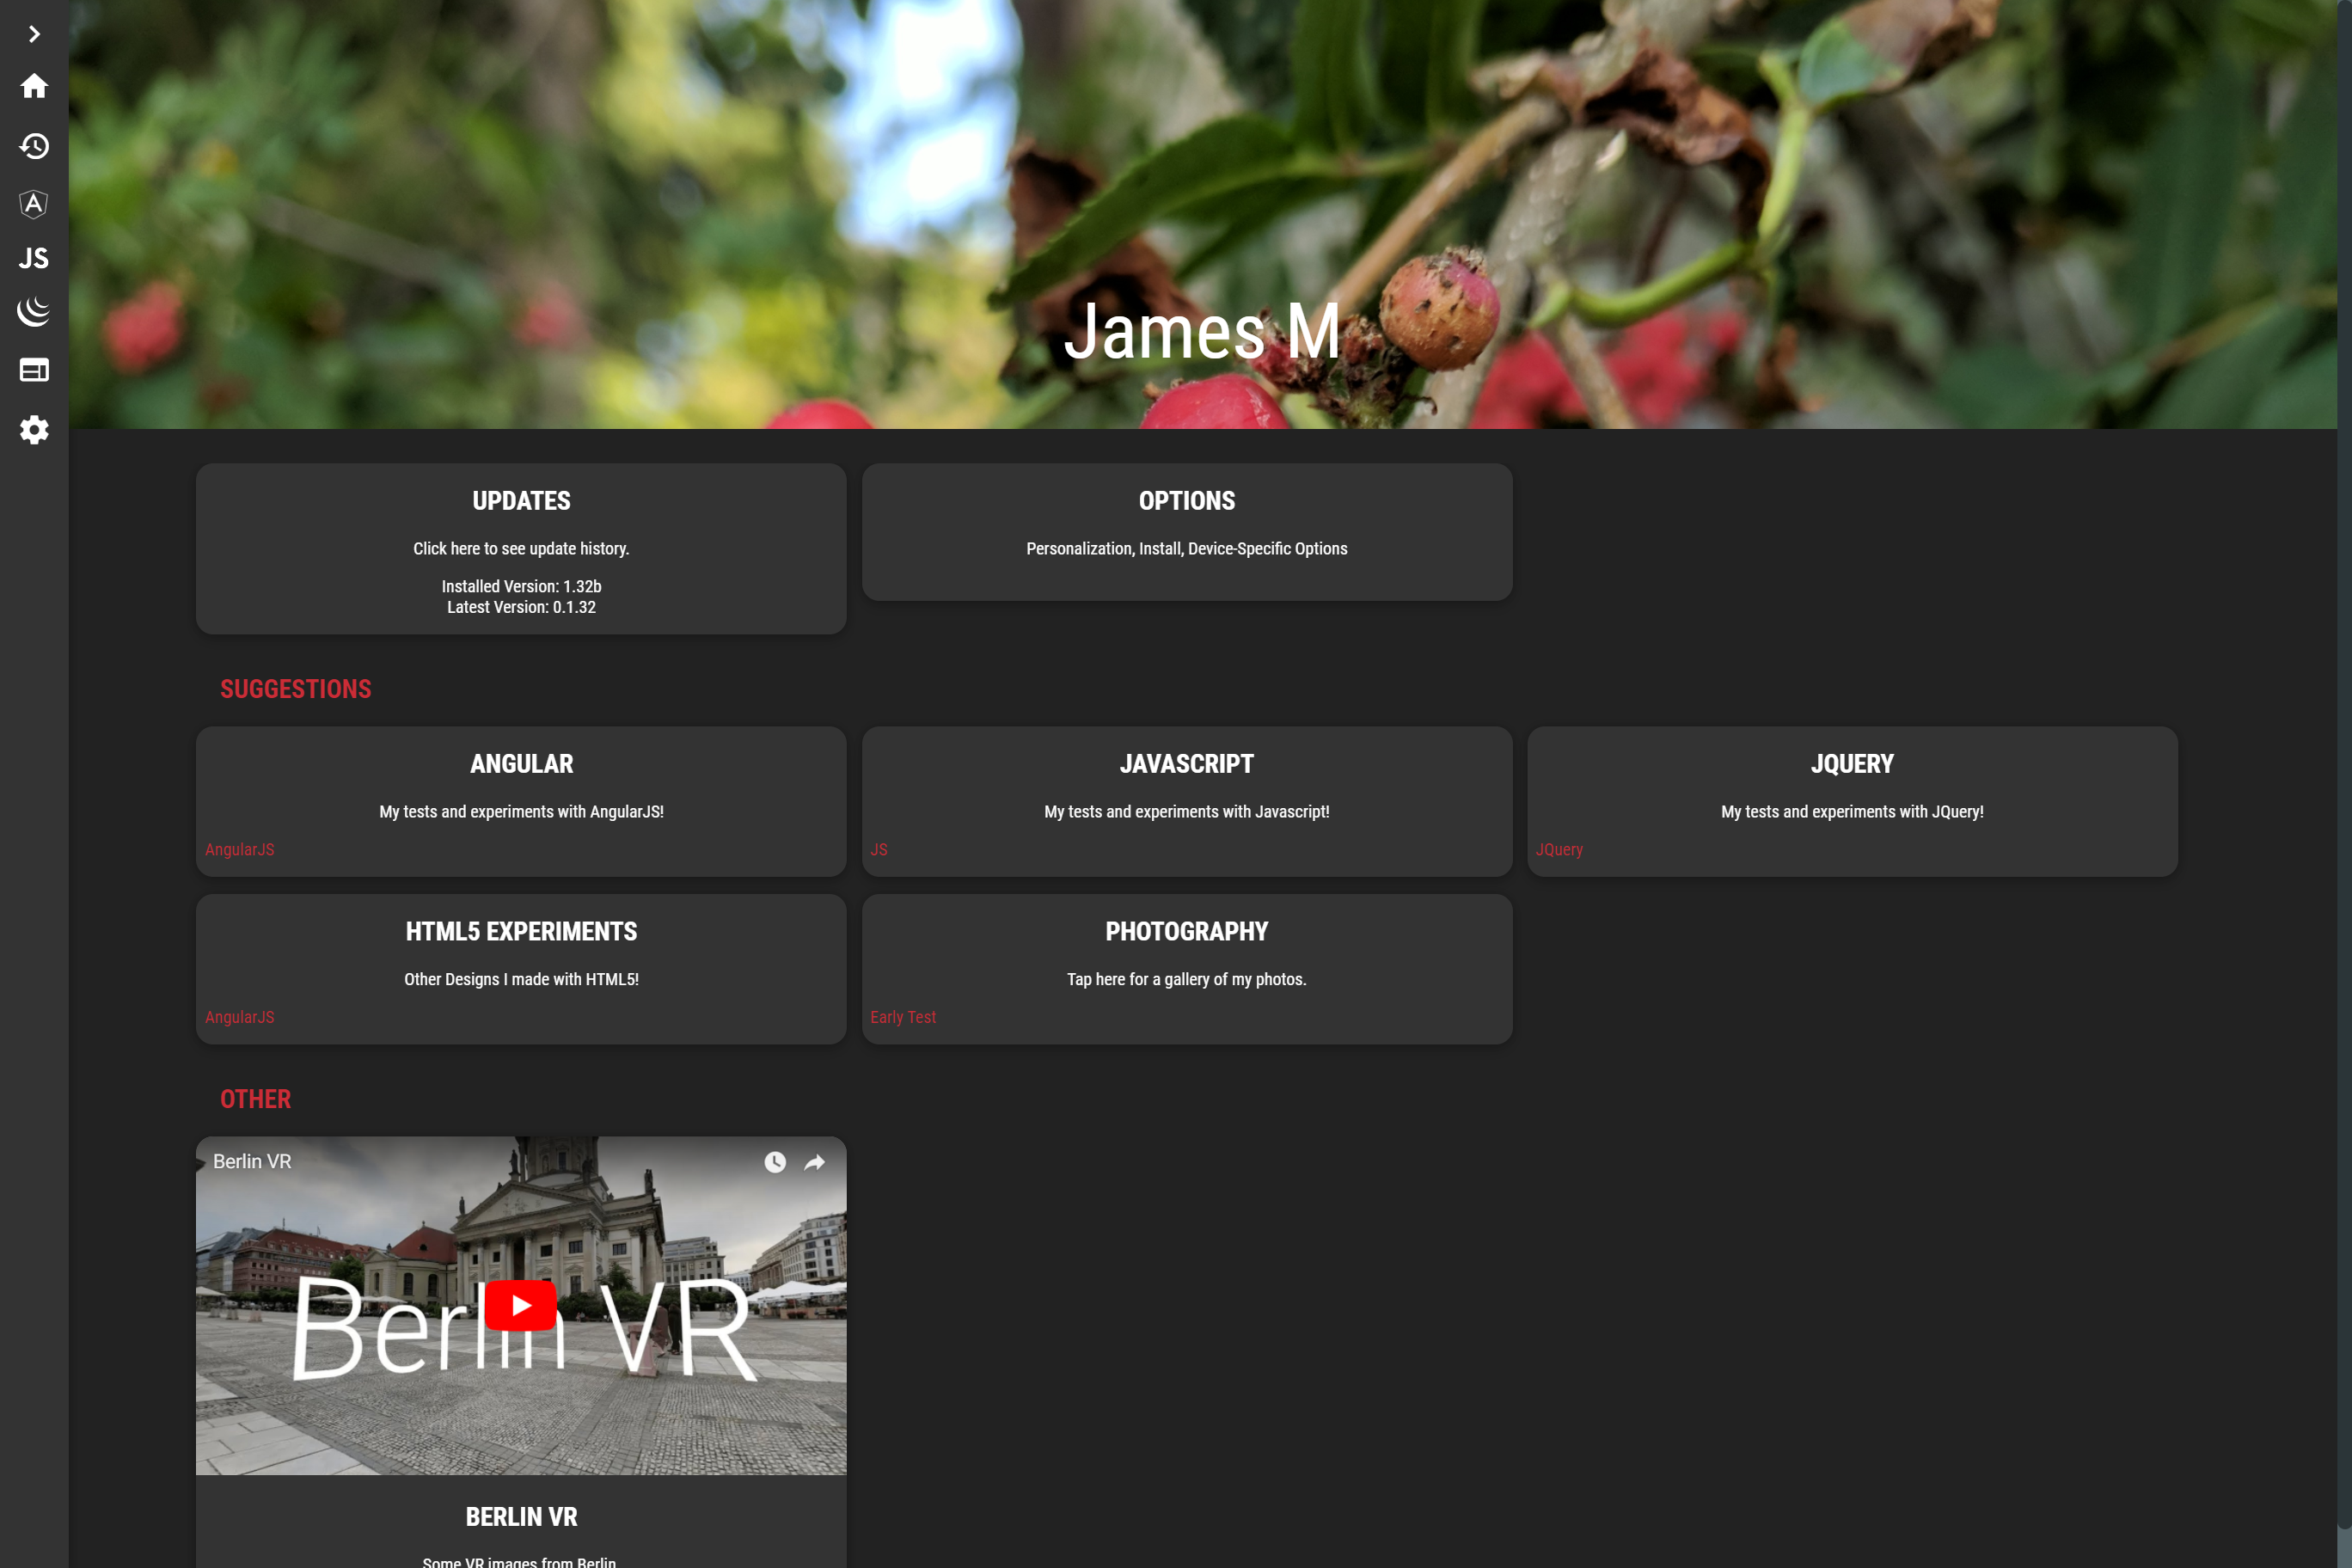 JS
James M
UPDATES
Click here to see update history.
Installed Version: 1.32b
Latest Version: 0.1.32
OPTIONS
Personalization, Install, Device-Specific Options
SUGGESTIONS
ANGULAR
My tests and experiments with AngularJS!
AngularJS
JAVASCRIPT
My tests and experiments with Javascript!
JS
JQUERY
My tests and experiments with JQuery!
JQuery
HTML5 EXPERIMENTS
Other Designs I made with HTML5!
AngularJS
PHOTOGRAPHY
Tap here for a gallery of my photos.
Early Test
OTHER
Berlin VR
Berlin VR
BERLIN VR
Some VR images from Berlin